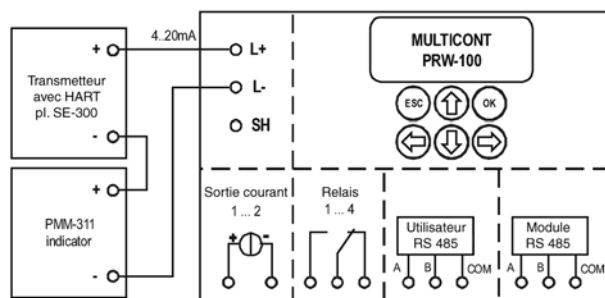 +
Transmetteur
avec HART
pl. SE-300
-
+
PMM-311
indicator
-
4..20mA
L+
L-
SH
MULTICONT
PRW-100
ESC
OK
Sortie courant
1 ... 2
+ -
Relais
1 ... 4
Utilisateur
RS 485
A B COM
Module
RS 485
A B COM